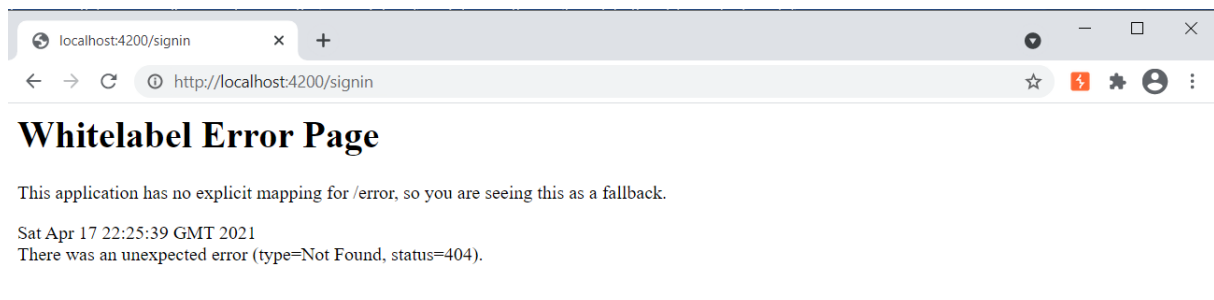 localhost:4200/signin
http://localhost:4200/signin
Whitelabel Error Page
This application has no explicit mapping for /error, so you are seeing this as a fallback.
Sat Apr 17 22:25:39 GMT 2021
There was an unexpected error (type=Not Found, status=404).